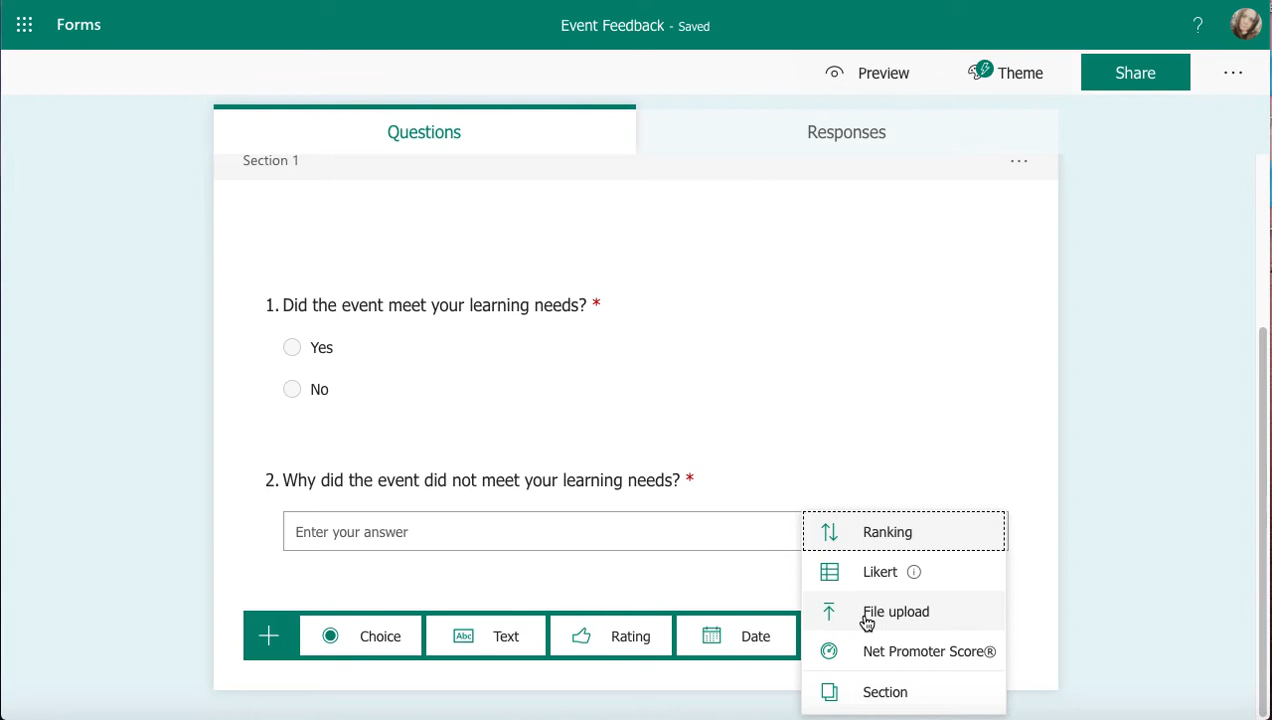 Forms
Event Feedback - Saved
?
Preview
Theme
Share
...
Questions
Responses
Section 1
...
1. Did the event meet your learning needs? *
Yes
No
2. Why did the event did not meet your learning needs? *
Enter your answer
Ranking
Likert
File upload
Net Promoter Score®
Section
+
Choice
Abc Text
Rating
Date